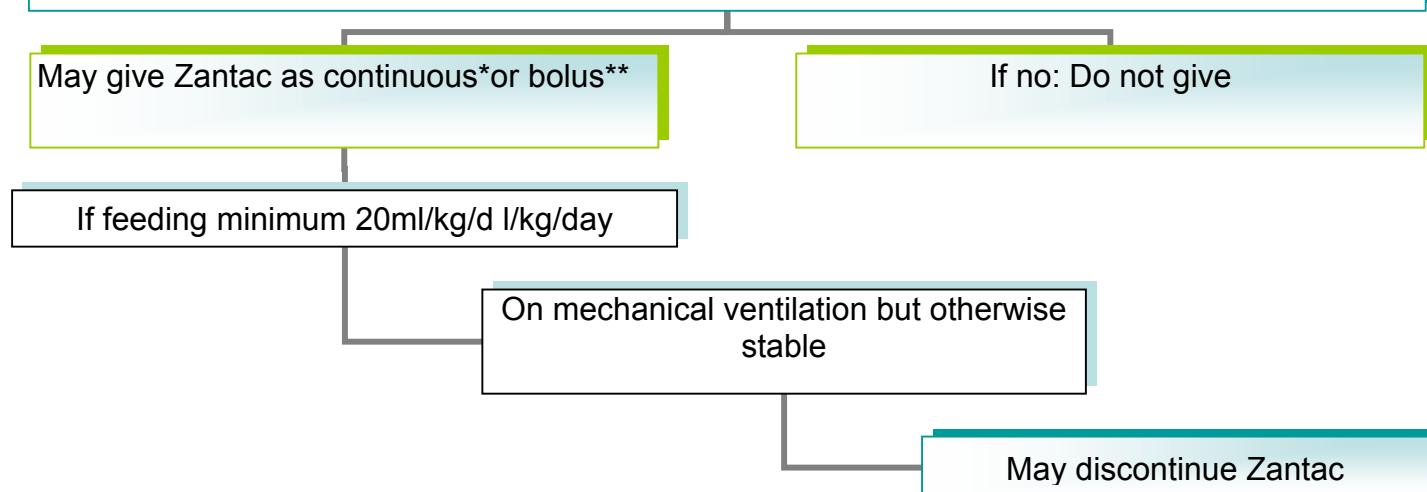 May give Zantac as continuous*or bolus**
If no: Do not give
If feeding minimum 20ml/kg/d l/kg/day
On mechanical ventilation but otherwise
stable
May discontinue Zantac